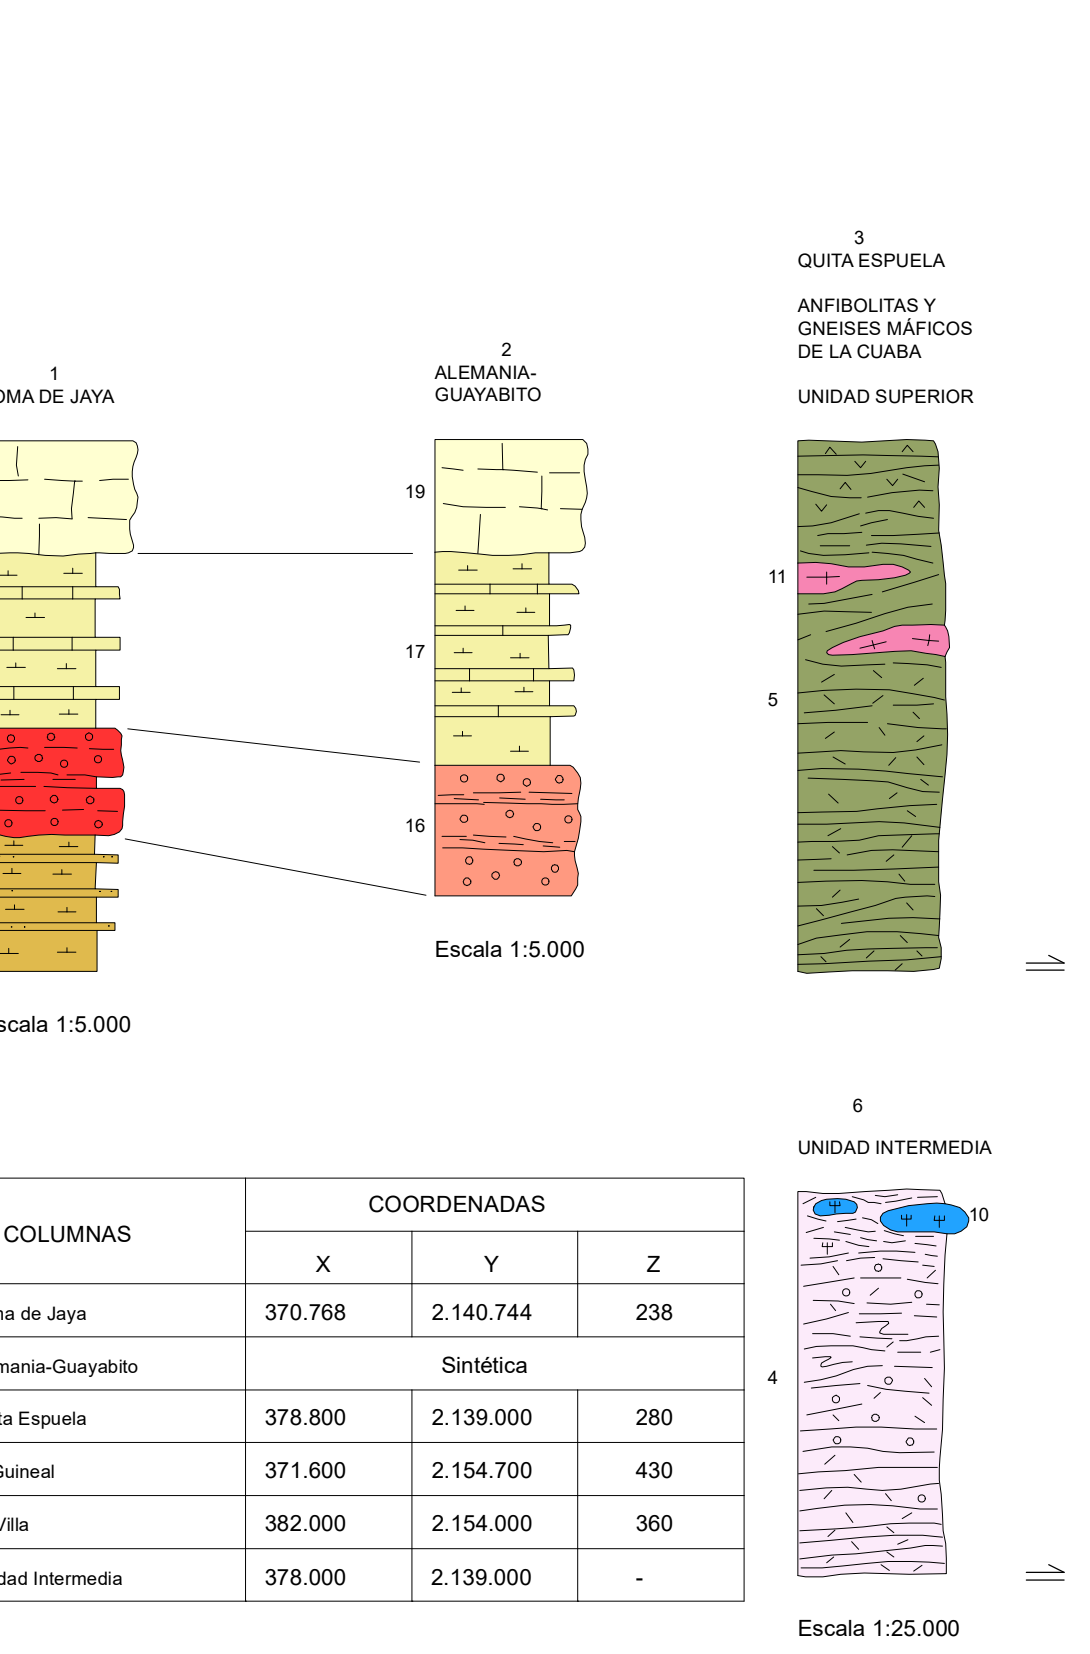 3
QUITA ESPUELA
ANFIBOLITAS Y
GNEISES MÁFICOS
DE LA CUABA
UNIDAD SUPERIOR
1
OMA DE JAYA
2
ALEMANIA-
GUAYABITO
19
17
16
11
5
Escala 1:5.000
scala 1:5.000
6
UNIDAD INTERMEDIA
10
4
Escala 1:25.000
COLUMNAS COORDENADAS
X Y Z
na de Jaya 370.768 2.140.744 238
mania-Guayabito Sintética
ta Espuela 378.800 2.139.000 280
Guineal 371.600 2.154.700 430
Villa 382.000 2.154.000 360
dad Intermedia 378.000 2.139.000 -